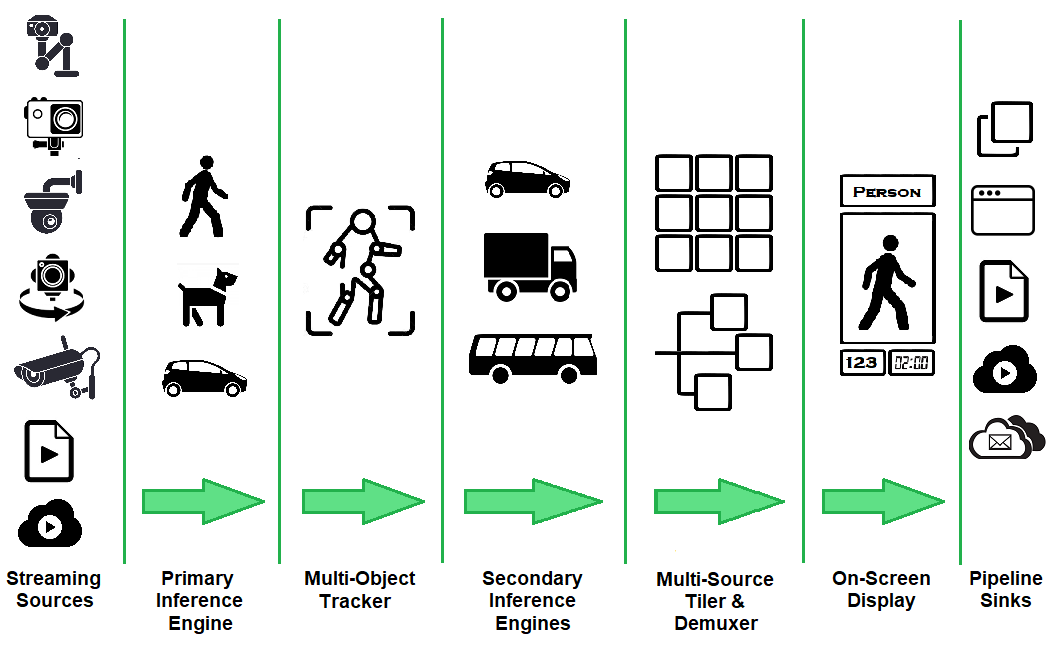 PERSON
123
02:00
Streaming
Sources
Primary
Inference
Engine
Multi-Object
Tracker
Secondary
Inference
Engines
Multi-Source
Tiler &
Demuxer
On-Screen
Display
Pipeline
Sinks